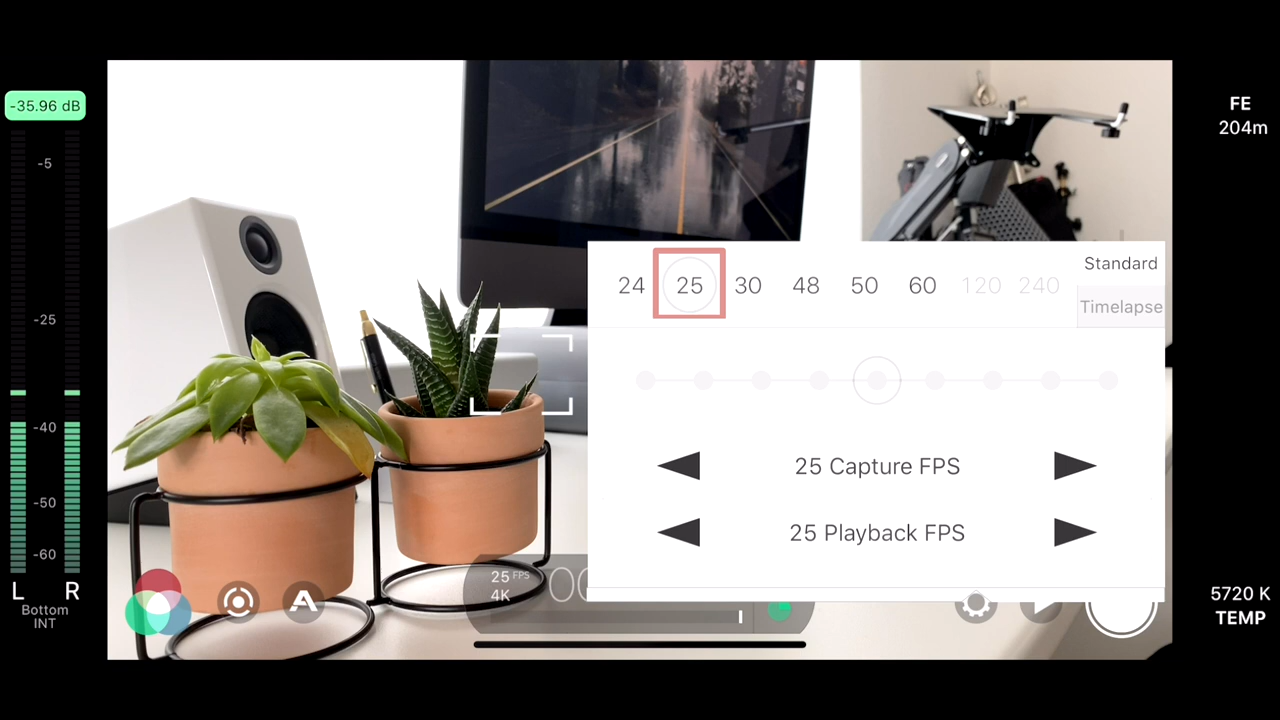 -35.96 dB
-5
-25
-40
-50
-60
L R
Bottom
INT
FE
204m
24 25 30 48 50 60 120 240
Standard
Timelapse
25 Capture FPS
25 Playback FPS
25 FPS
4K
00
5720 K
TEMP